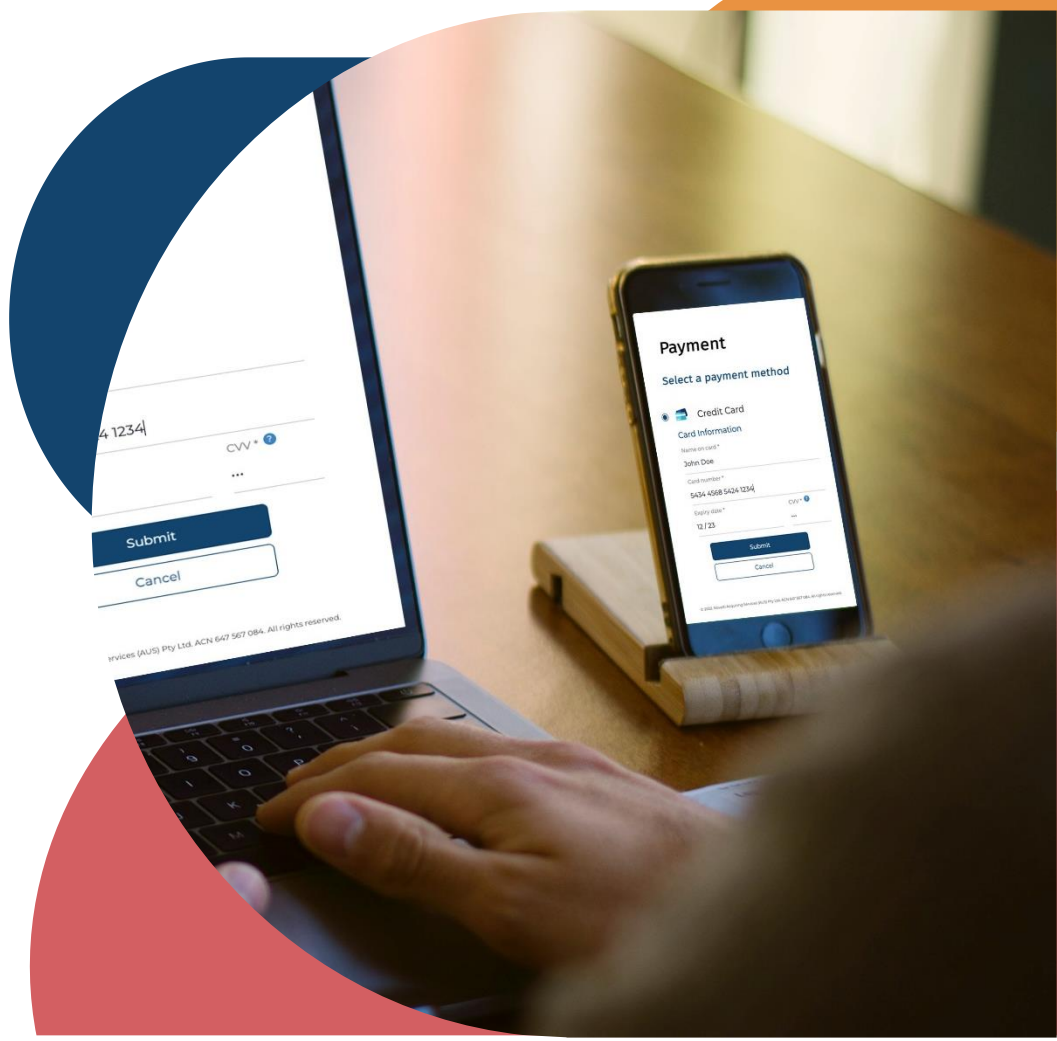 4 1234
CVV * ?
•••
Submit
Cancel
rvices (AUS) Pty Ltd. ACN 647 567 084. All rights reserved.
Payment
Select a payment method
Credit Card
Card Information
Name on card *
John Doe
Card number *
5434 4568 5424 1234
Expiry date * CVV * ?
12 / 23 •••
Submit
Cancel